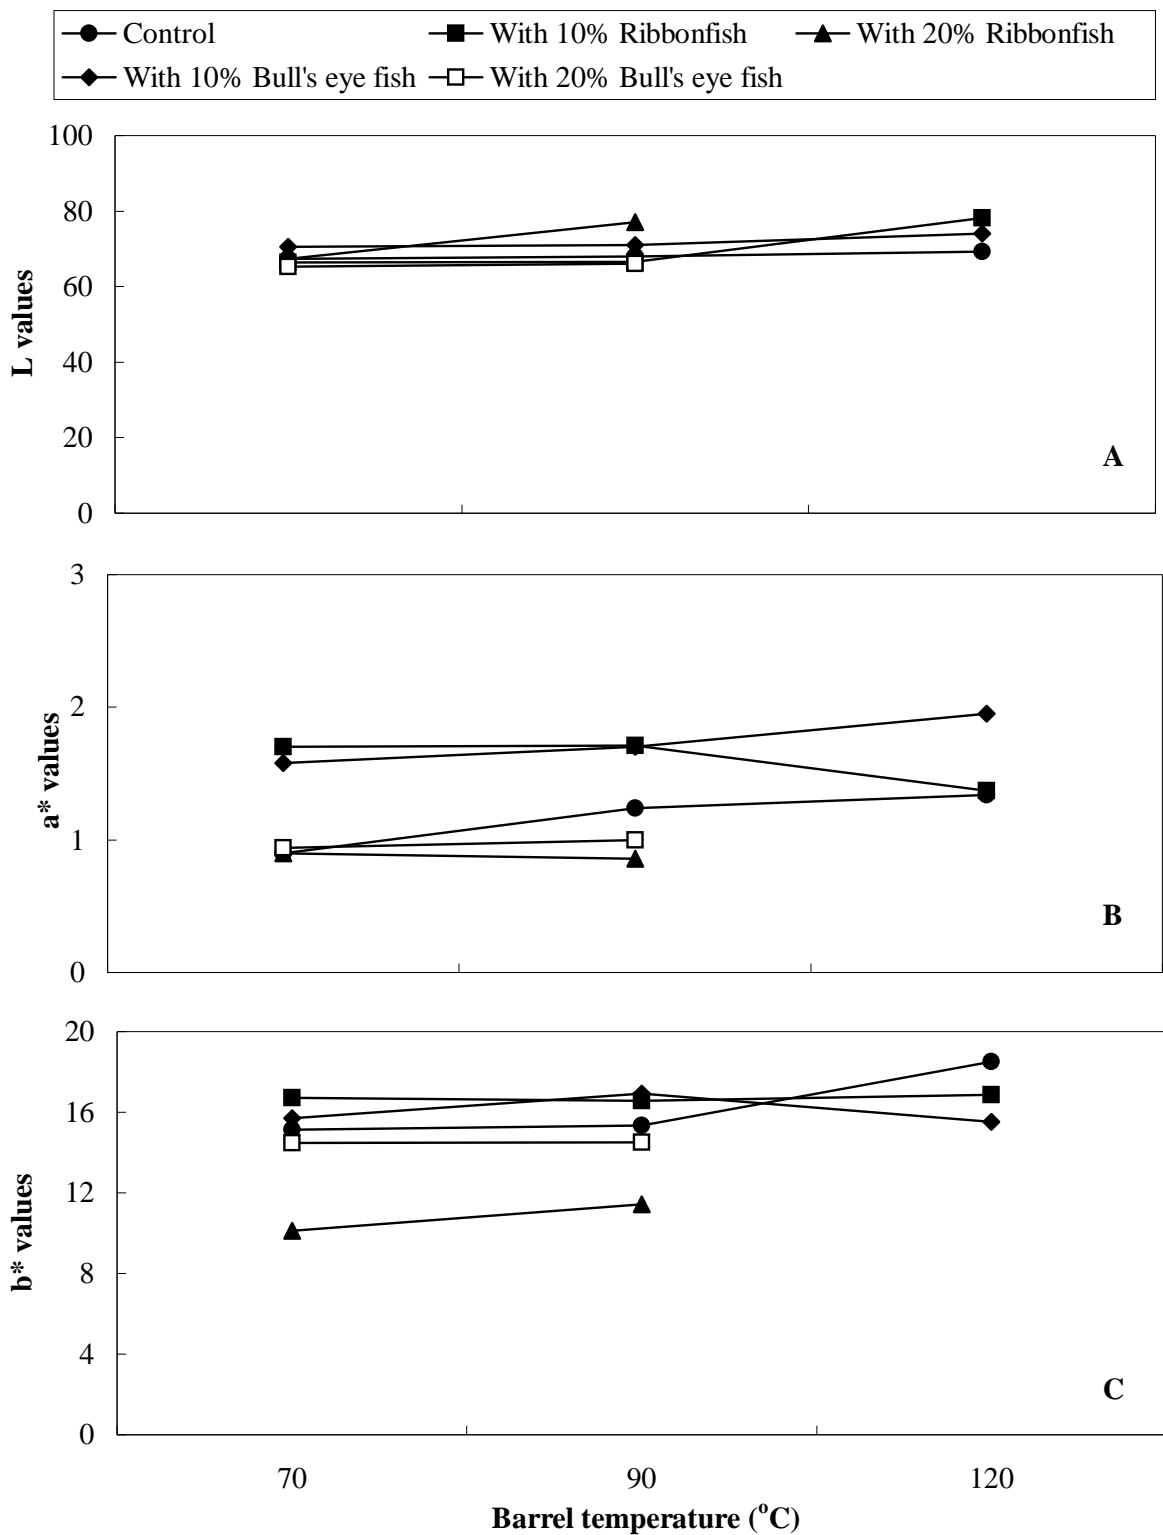 Control With 10% Ribbonfish With 20% Ribbonfish
With 10% Bull's eye fish With 20% Bull's eye fish
100
80
60
40
20
0
L values
A
3
2
1
0
a* values
B
20
16
12
8
4
0
b* values
C
70 90 120
Barrel temperature (°C)